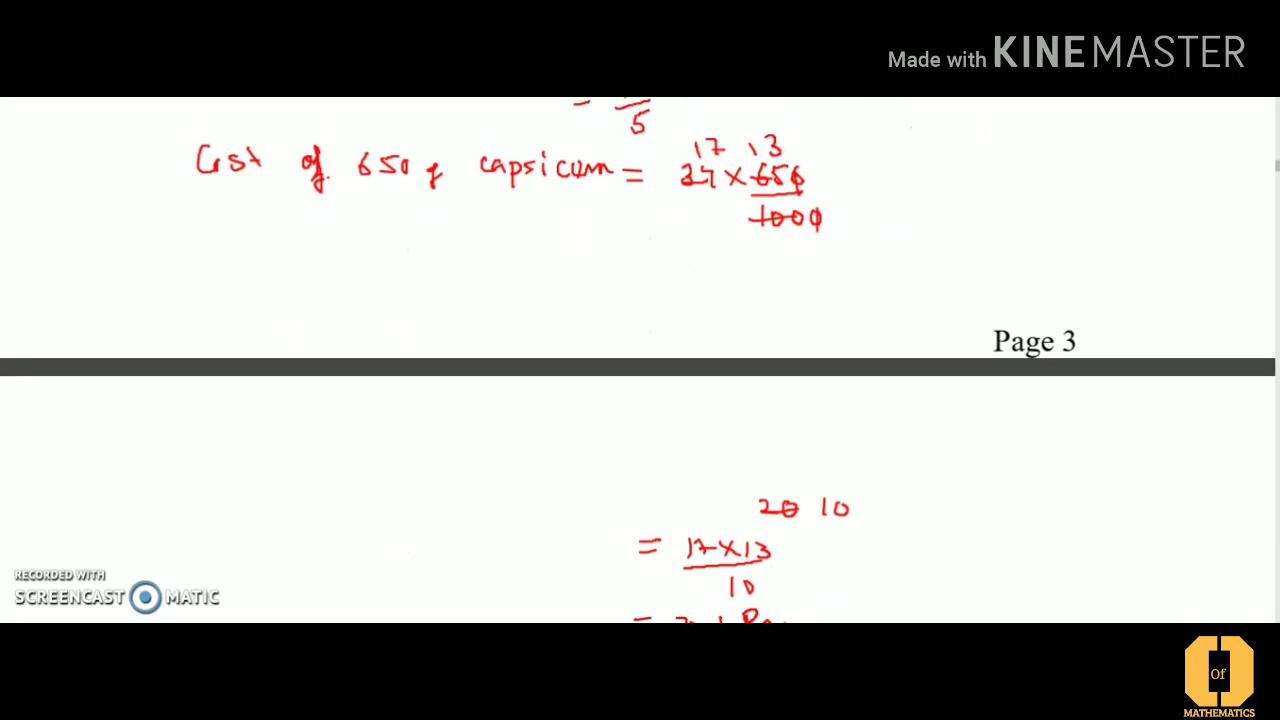 Made with KINEMASTER
5
17 13
Cost of 650 g capsicum = 34 × 650
1000
Page 3
20 10
= 17×13
10
RECORDED WITH
SCREENCAST MATIC
Of
MATHEMATICS